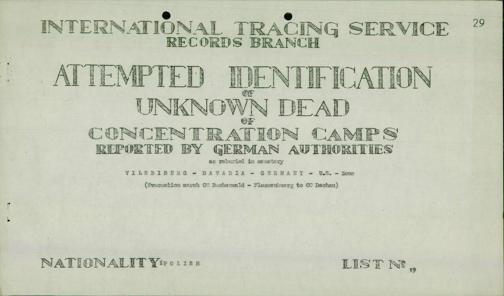 29
INTERNATIONAL TRACING SERVICE
RECORDS BRANCH
ATTEMPTED IDENTIFICATION
OF
UNKNOWN DEAD
OF
CONCENTRATION CAMPS
REPORTED BY GERMAN AUTHORITIES
as reburied in cemetery
VILSBIBURG - BAVARIA - GERMANY - U.S. - Zone
(Evacuation march CC Buchenwald - Flossenburg to CC Dachau)
NATIONALITY: POLISH
LIST No. 19